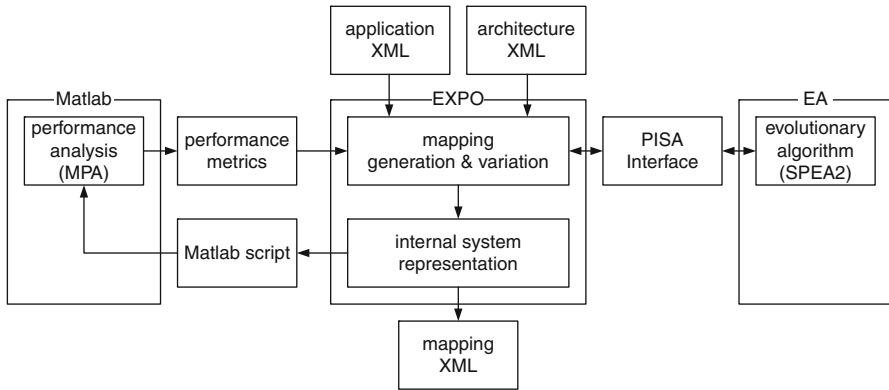 application
XML
architecture
XML
Matlab
EXPO
EA
performance
analysis
(MPA)
performance
metrics
mapping
generation & variation
PISA
Interface
evolutionary
algorithm
(SPEA2)
Matlab script
internal system
representation
mapping
XML